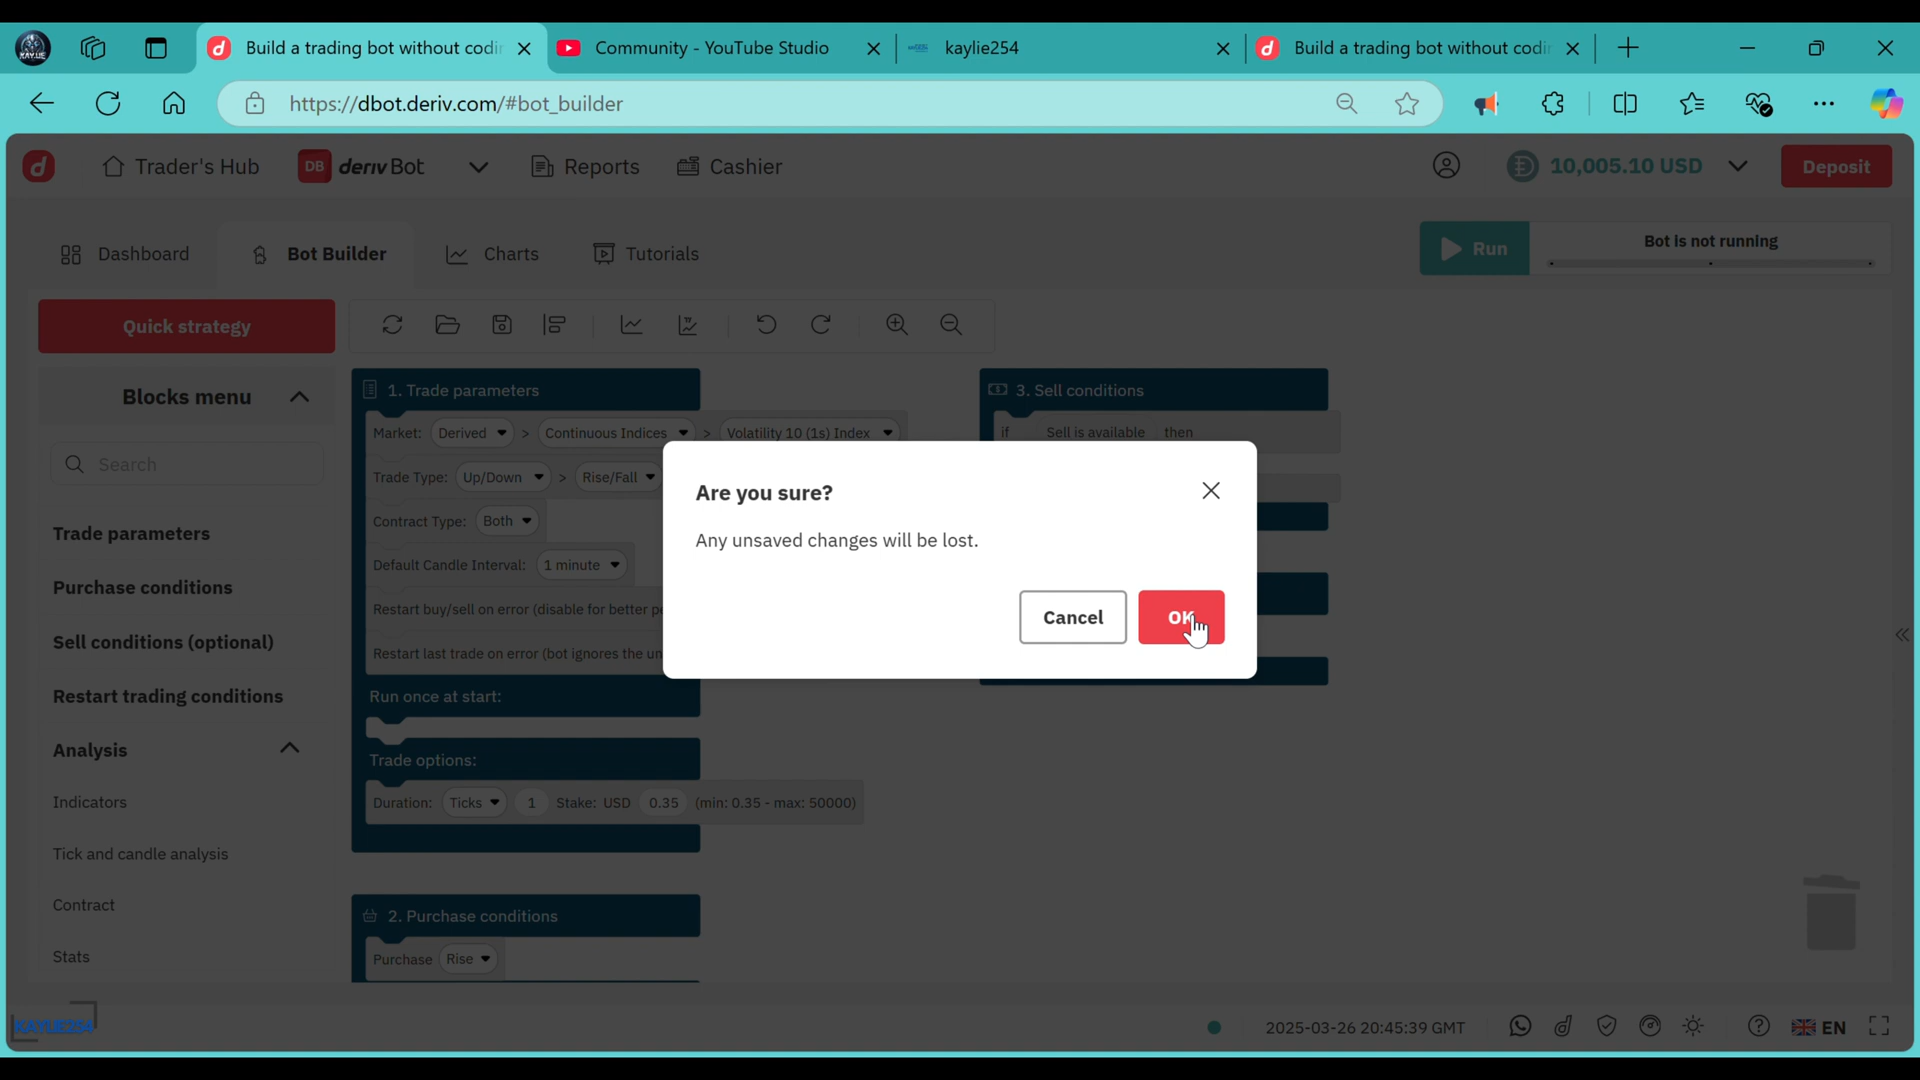 Build a trading bot without codin
Community - YouTube Studio
kaylie254
Build a trading bot without codin
https://dbot.deriv.com/#bot_builder
Trader's Hub
DB deriv Bot
Reports
Cashier
10,005.10 USD
Deposit
Dashboard
Bot Builder
Charts
Tutorials
Run
Bot is not running
Quick strategy
Blocks menu
Search
Trade parameters
Purchase conditions
Sell conditions (optional)
Restart trading conditions
Analysis
Indicators
Tick and candle analysis
Contract
Stats
1. Trade parameters
Market: Derived > Continuous Indices > Volatility 10 (1s) Index
Trade Type: Up/Down > Rise/Fall
Contract Type: Both
Default Candle Interval: 1 minute
Restart buy/sell on error (disable for better pe
Restart last trade on error (bot ignores the un
Run once at start:
Trade options:
Duration: Ticks 1 Stake: USD 0.35 (min: 0.35 - max: 50000)
2. Purchase conditions
Purchase Rise
3. Sell conditions
if Sell is available then
Are you sure?
Any unsaved changes will be lost.
Cancel
OK
KAYLIE254
2025-03-26 20:45:39 GMT
EN